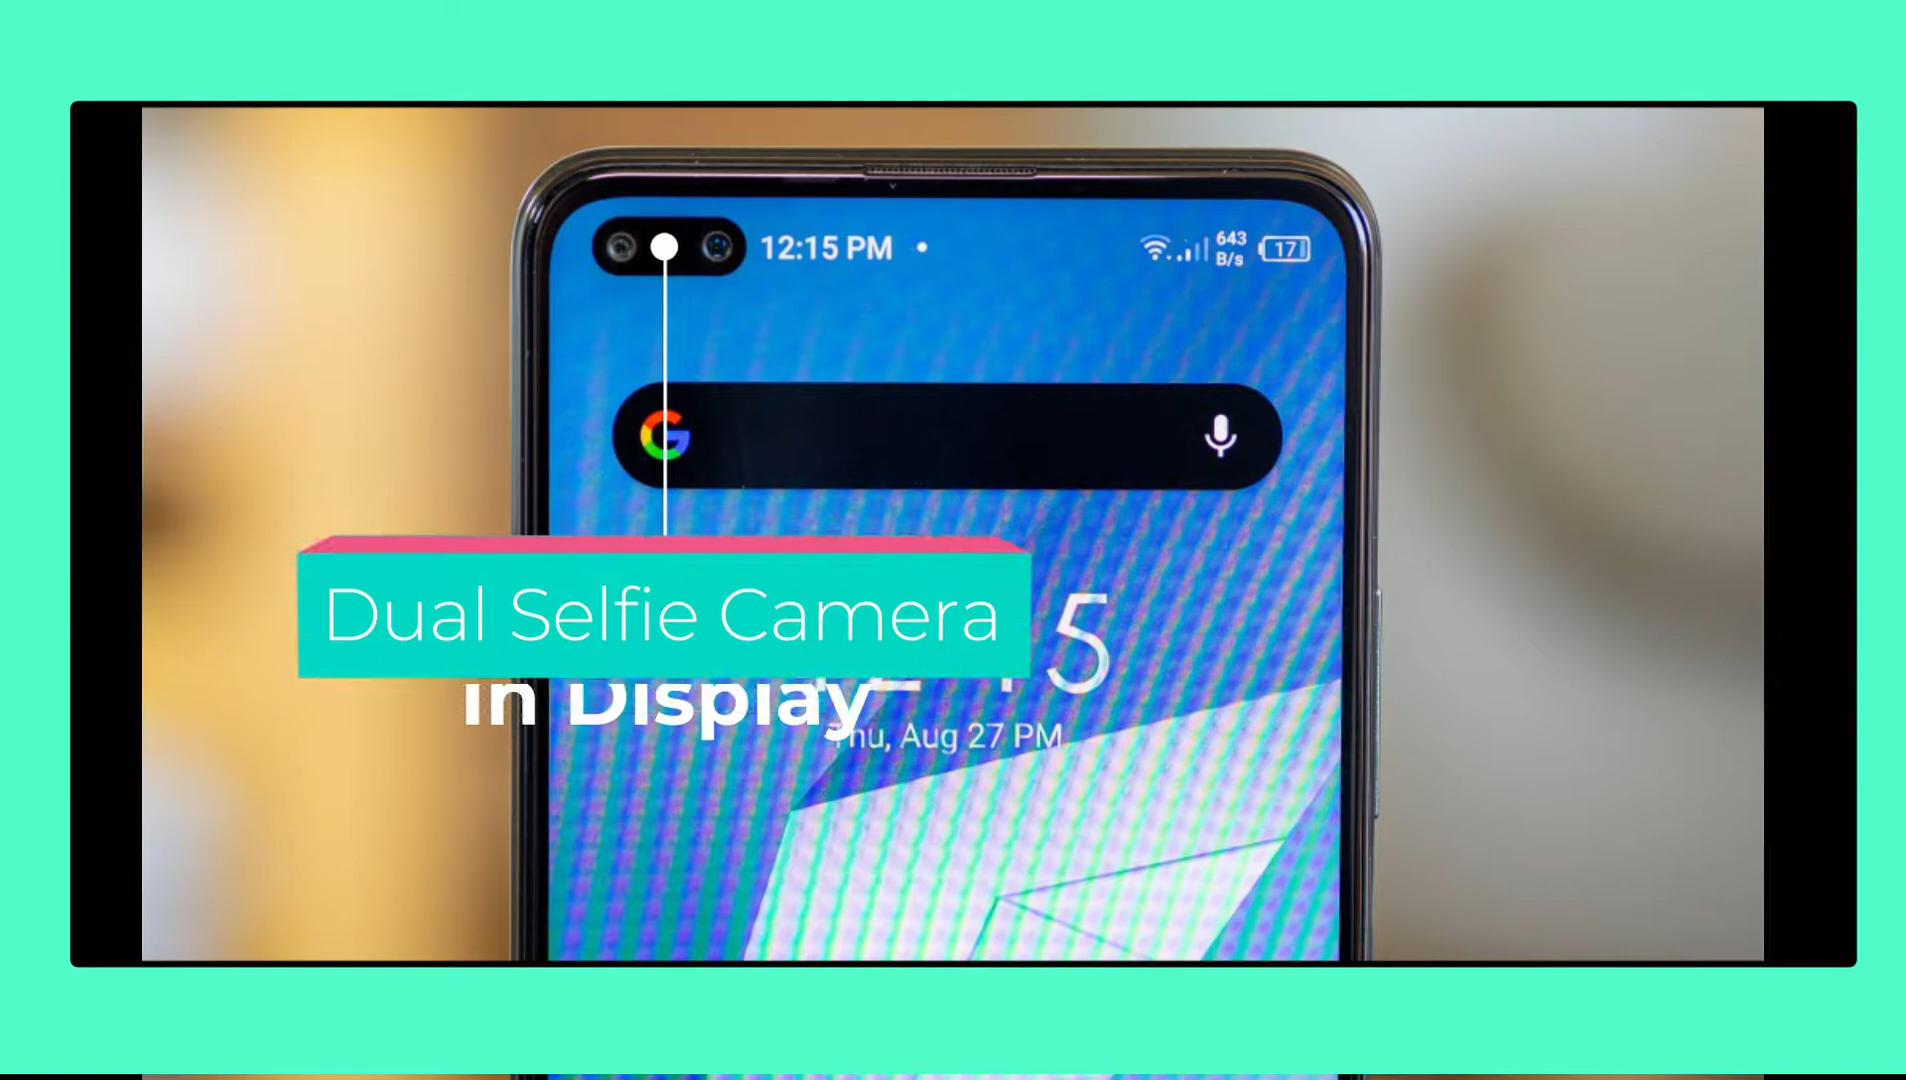 12:15 PM
643
B/s
17
Dual Selfie Camera
5
In Display
Thu, Aug 27 PM